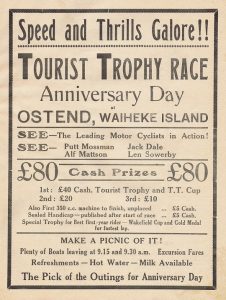 Speed and Thrills Galore!!
TOURIST TROPHY RACE
Anniversary Day
at
OSTEND, WAIHEKE ISLAND
SEE—The Leading Motor Cyclists in Action!
SEE— Putt Mossman Jack Dale
Alf Mattson Len Sowerby
£80 Cash Prizes £80
1st: £40 Cash, Tourist Trophy and T.T. Cup
2nd: £20 3rd: £10
Also First 350 c.c. machine to finish, unplaced - £5 Cash.
Sealed Handicap—published after start of race - £5 Cash.
Special Trophy for Best first year rider - Wakefield Cup and Gold Medal
for fastest lap.
MAKE A PICNIC OF IT!
Plenty of Boats leaving at 9.15 and 9.30 a.m. Excursion Fares
Refreshments — Hot Water — Milk Available
The Pick of the Outings for Anniversary Day